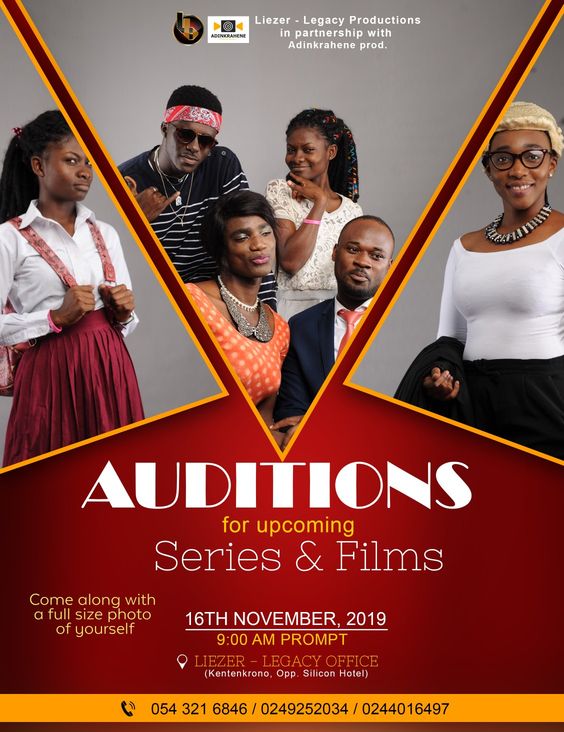 Liezer - Legacy Productions
in partnership with
Adinkrahene prod.
ADINKRAHENE
AUDITIONS
for upcoming
Series & Films
Come along with
a full size photo
of yourself
16TH NOVEMBER, 2019
9:00 AM PROMPT
LIEZER – LEGACY OFFICE
(Kentenkrono, Opp. Silicon Hotel)
054 321 6846 / 0249252034 / 0244016497